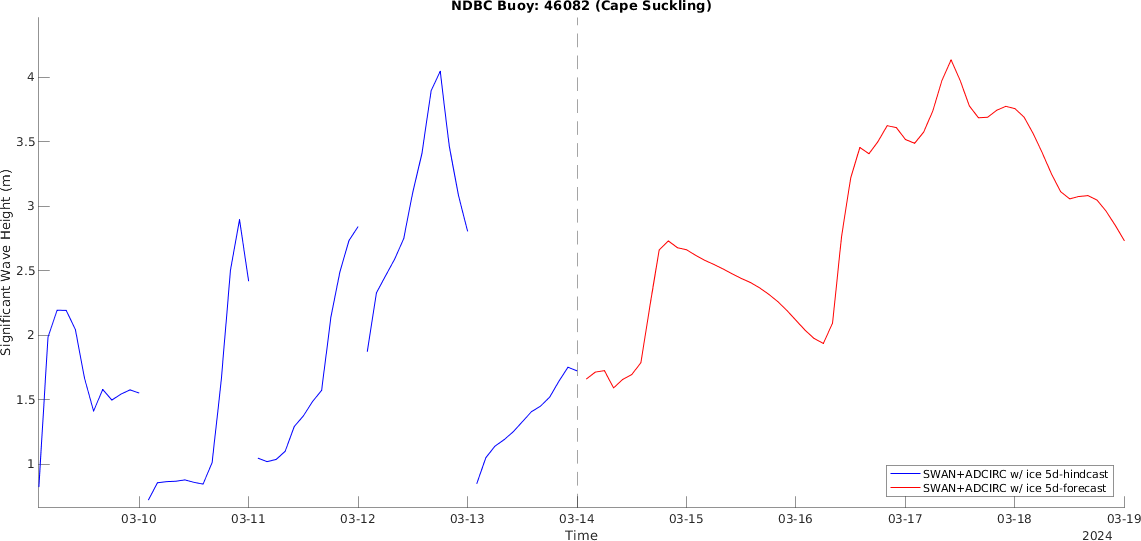 NDBC Buoy: 46082 (Cape Suckling)
Significant Wave Height (m)
4
3.5
3
2.5
2
1.5
1
SWAN+ADCIRC w/ ice 5d-hindcast
SWAN+ADCIRC w/ ice 5d-forecast
03-10 03-11 03-12 03-13 03-14 03-15 03-16 03-17 03-18 03-19
Time
2024